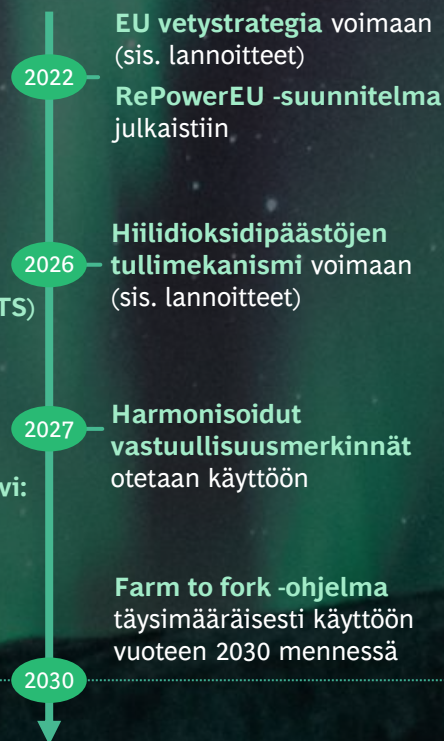 EU vetystrategia voimaan
(sis. lannoitteet)
2022
RePowerEU -suunnitelma
julkaistiin
Hiilidioksidipäästöjen
2026
tullimekanismi voimaan
(sis. lannoitteet)
TS)
Harmonisoidut
2027
vastuullisuusmerkinnät
otetaan käyttöön
vi:
Farm to fork -ohjelma
täysimääräisesti käyttöön
vuoteen 2030 mennessä
2030